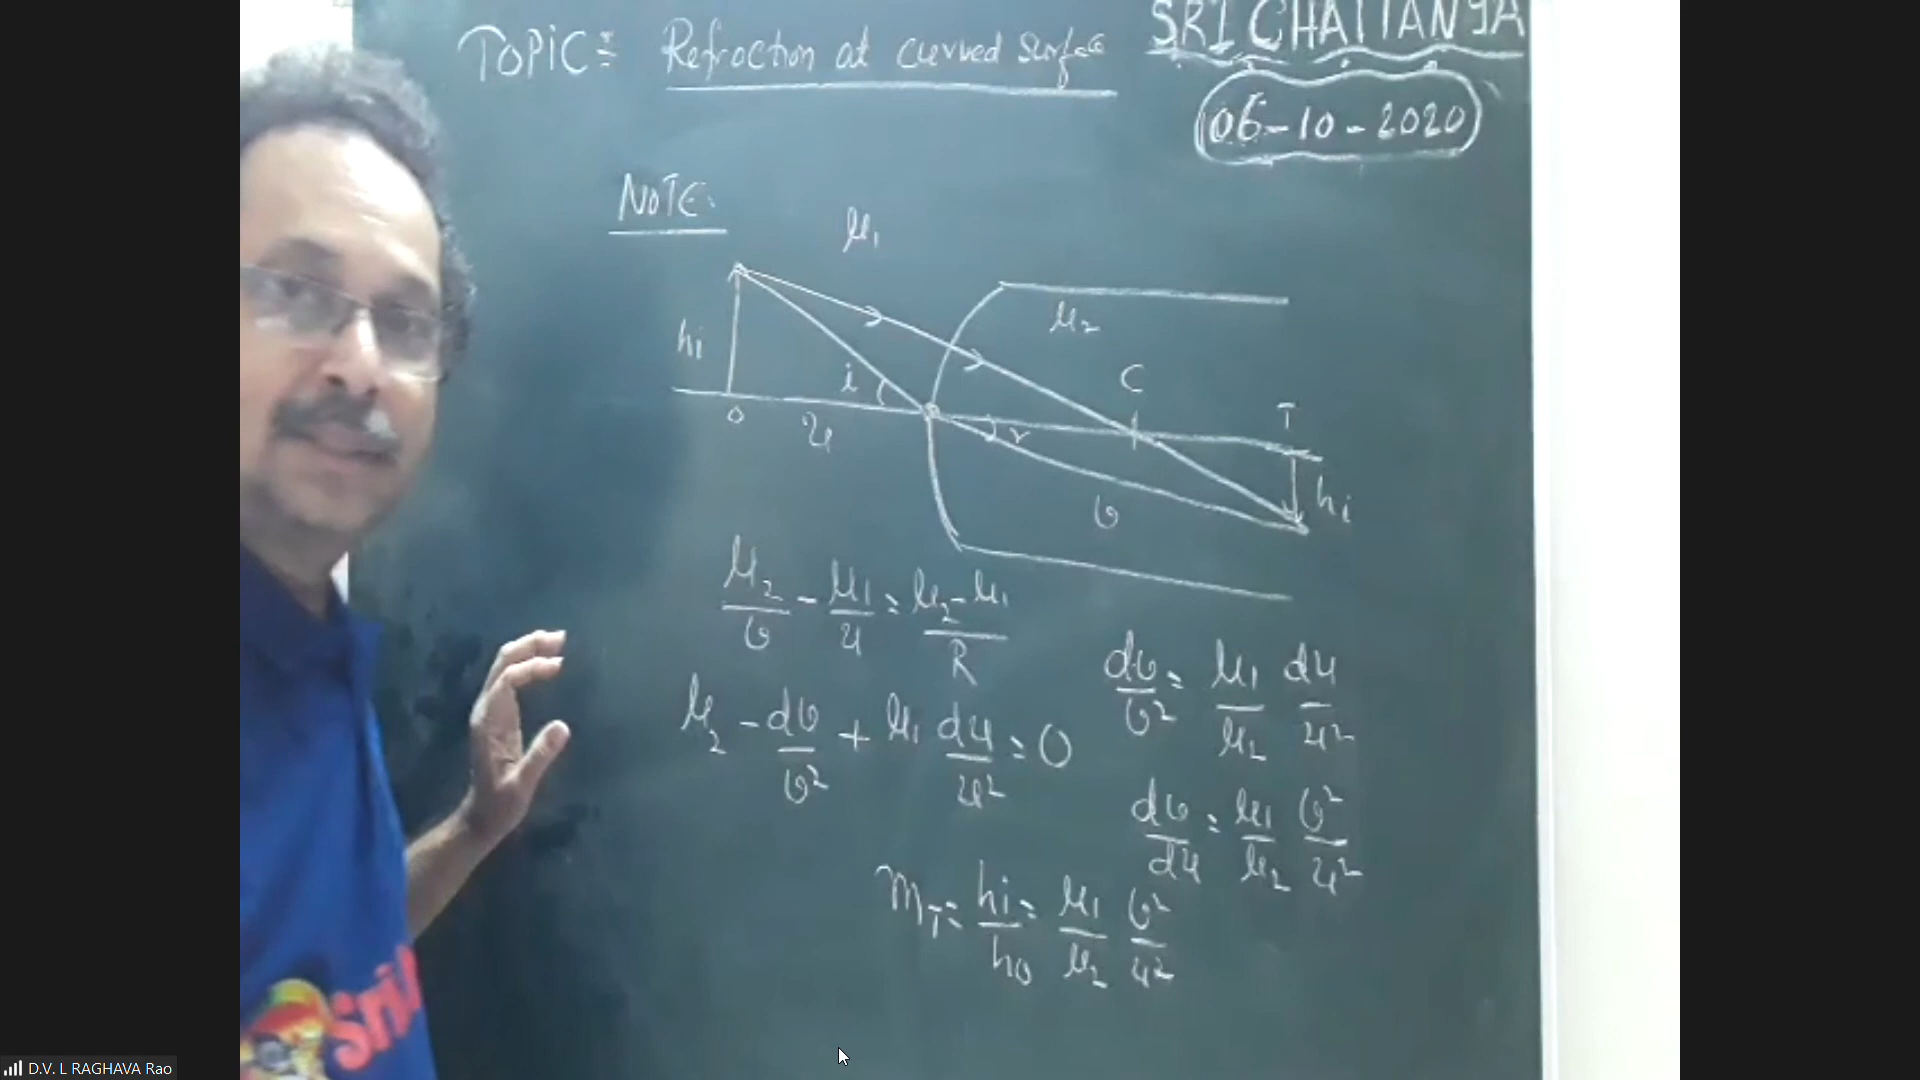 SRI CHAITANYA
TOPIC:- Refraction at curved surface
06-10-2020
NOTE:
μ₁
μ₂
hi
i
C
I
O
u
r
hi
v
μ₂/v - μ₁/u = μ₂-μ₁/R
μ₂ -dv/v² + μ₁ du/u² = 0
dv/v² = μ₁/μ₂ du/u²
dv/du = μ₁/μ₂ v²/u²
mT = hi/ho = μ₁/μ₂ v²/u²
Sri
D.V. L RAGHAVA Rao